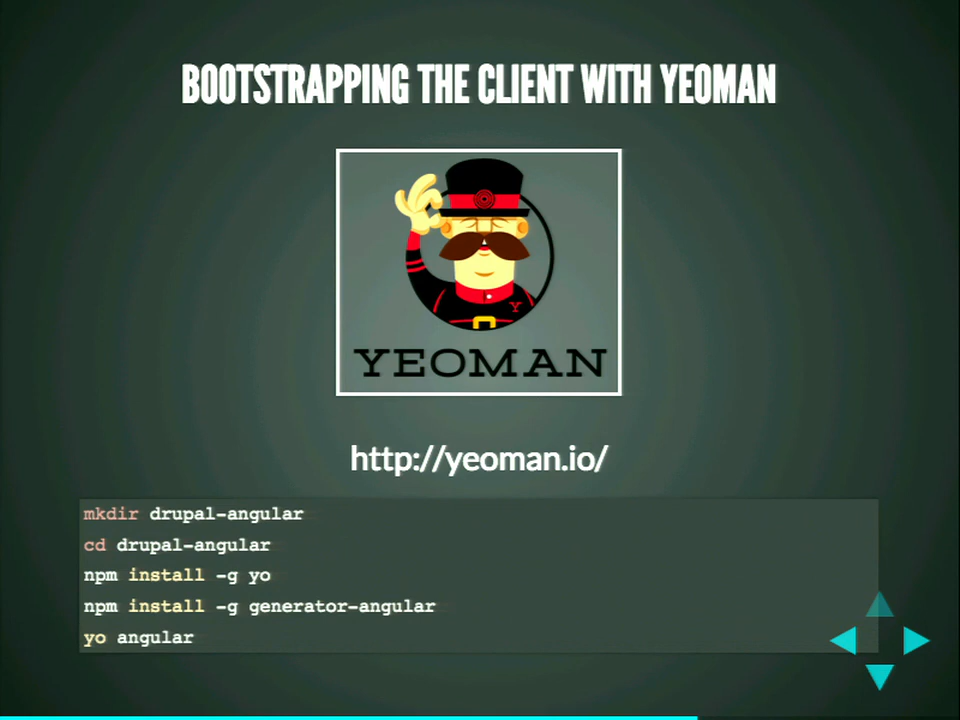 BOOTSTRAPPING THE CLIENT WITH YEOMAN
Y
YEOMAN
http://yeoman.io/
mkdir drupal-angular
cd drupal-angular
npm install -g yo
npm install -g generator-angular
yo angular